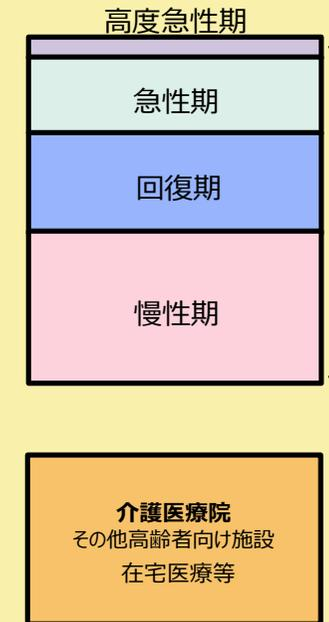 高度急性期
急性期
回復期
慢性期
介護医療院
その他高齢者向け施設
在宅医療等